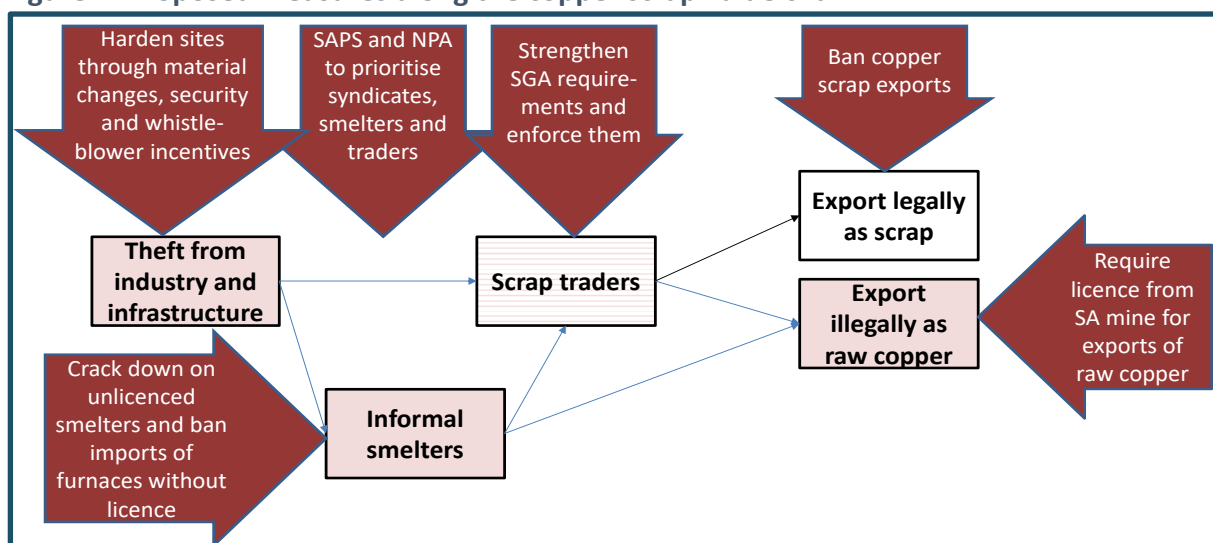 Harden sites
through material
changes, security
and whistle-
blower incentives
SAPS and NPA
to prioritise
syndicates,
smelters and
traders
Strengthen
SGA require-
ments and
enforce them
Ban copper
scrap exports
Theft from
industry and
infrastructure
Scrap traders
Export legally
as scrap
Export
illegally as
raw copper
Require
licence from
SA mine for
exports of
raw copper
Crack down on
unlicenced
smelters and ban
imports of
furnaces without
licence
Informal
smelters